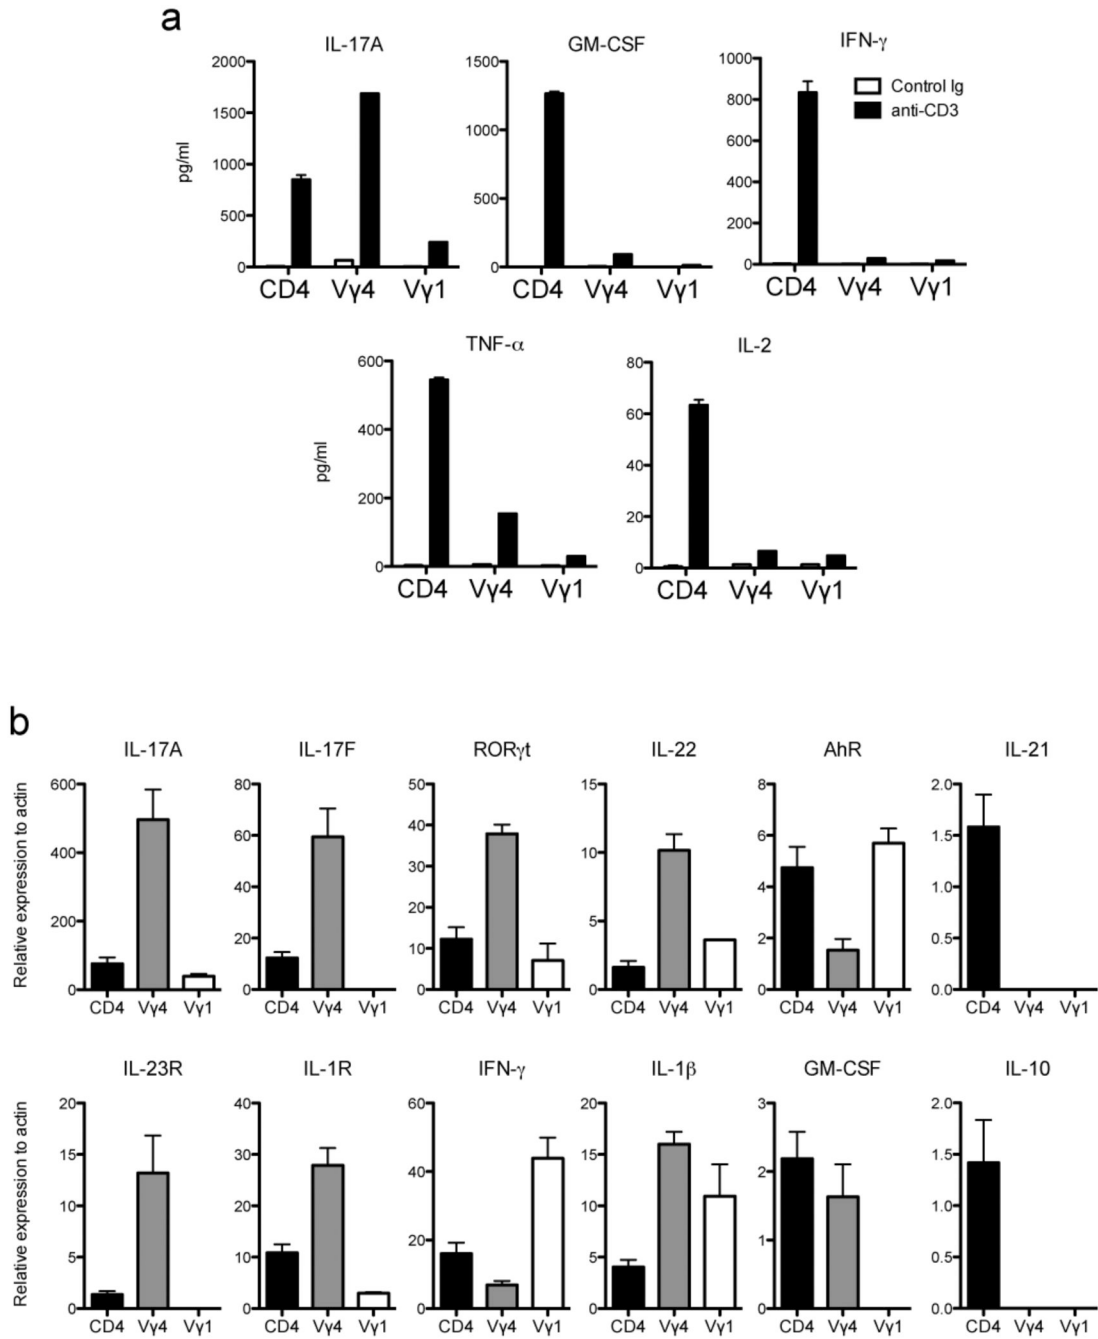 a
IL-17A
GM-CSF
IFN-γ
2000
1500
1000
500
0
pg/ml
CD4 Vγ4 Vγ1
1500
1000
500
0
CD4 Vγ4 Vγ1
1000
800
600
400
200
0
CD4 Vγ4 Vγ1
Control Ig
anti-CD3
TNF-α
IL-2
600
400
200
0
pg/ml
CD4 Vγ4 Vγ1
80
60
40
20
0
CD4 Vγ4 Vγ1
b
IL-17A
IL-17F
RORγt
IL-22
AhR
IL-21
Relative expression to actin
600
400
200
0
CD4 Vγ4 Vγ1
80
60
40
20
0
CD4 Vγ4 Vγ1
50
40
30
20
10
0
CD4 Vγ4 Vγ1
15
10
5
0
CD4 Vγ4 Vγ1
8
6
4
2
0
CD4 Vγ4 Vγ1
2.0
1.5
1.0
0.5
0.0
CD4 Vγ4 Vγ1
IL-23R
IL-1R
IFN-γ
IL-1β
GM-CSF
IL-10
Relative expression to actin
20
15
10
5
0
CD4 Vγ4 Vγ1
40
30
20
10
0
CD4 Vγ4 Vγ1
60
40
20
0
CD4 Vγ4 Vγ1
20
15
10
5
0
CD4 Vγ4 Vγ1
3
2
1
0
CD4 Vγ4 Vγ1
2.0
1.5
1.0
0.5
0.0
CD4 Vγ4 Vγ1